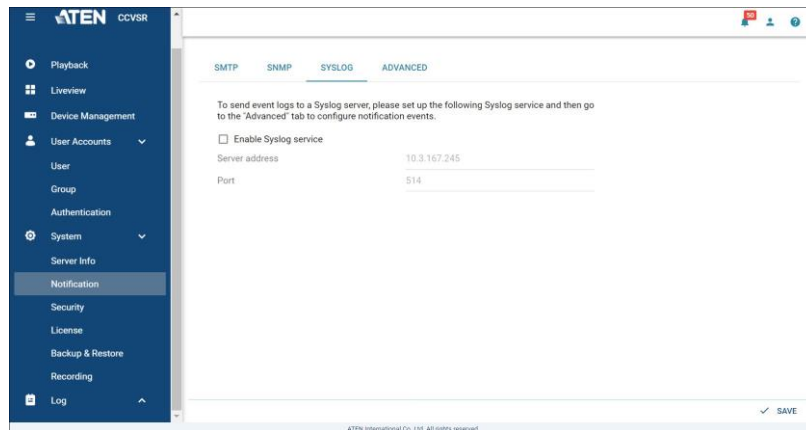 ATEN CCVSR
50
Playback
Liveview
Device Management
User Accounts
User
Group
Authentication
System
Server Info
Notification
Security
License
Backup & Restore
Recording
Log
SMTP SNMP SYSLOG ADVANCED
To send event logs to a Syslog server, please set up the following Syslog service and then go
to the "Advanced" tab to configure notification events.
Enable Syslog service
Server address 10.3.167.245
Port 514
SAVE
ATEN International Co., Ltd. All rights reserved.